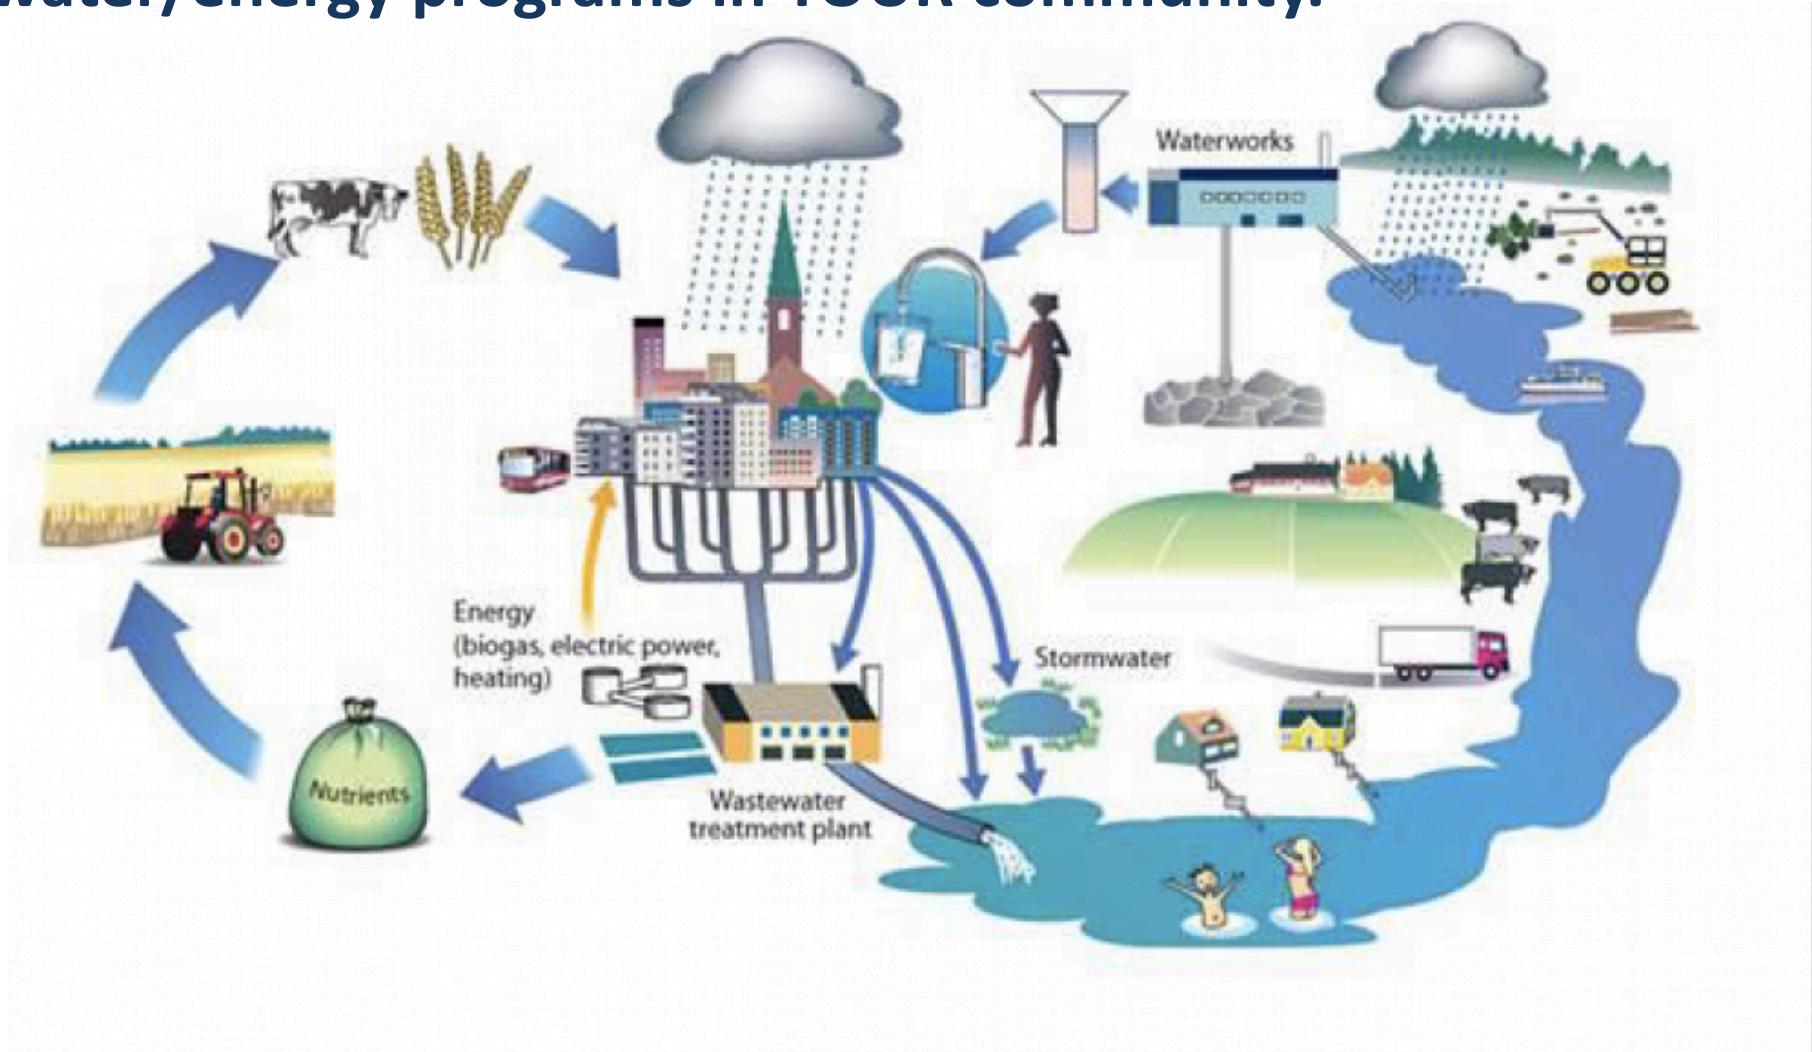 water/energy programs in YOUR community.
Waterworks
Energy
(biogas, electric power,
heating)
Stormwater
Nutrients
Wastewater
treatment plant